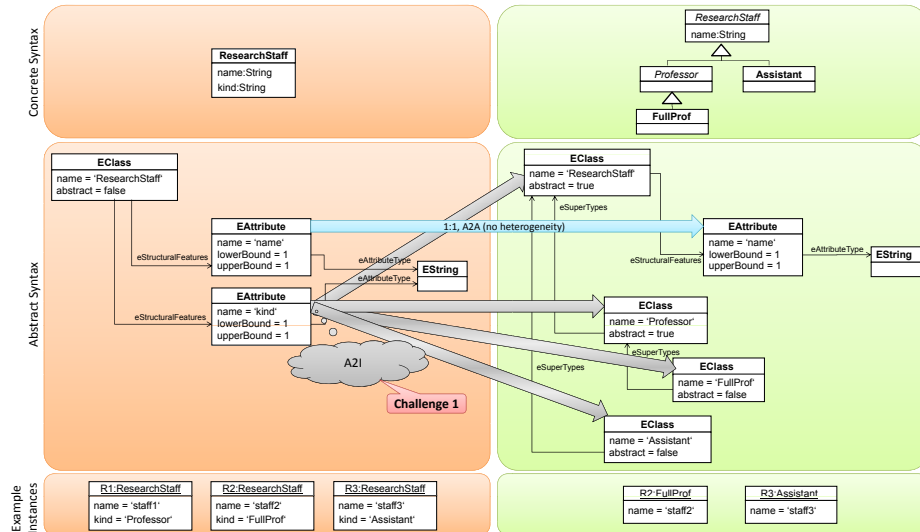 Concrete Syntax
ResearchStaff
name:String
kind:String
ResearchStaff
name:String
Professor
Assistant
FullProf
Abstract Syntax
EClass
name = 'ResearchStaff'
abstract = false
EAttribute
name = 'name'
lowerBound = 1
upperBound = 1
eStructuralFeatures
EAttribute
name = 'kind'
lowerBound = 1
upperBound = 1
eStructuralFeatures
eAttributeType
eAttributeType
EString
A2I
Challenge 1
1:1, A2A (no heterogeneity)
EClass
name = 'ResearchStaff'
abstract = true
eSuperTypes
eStructuralFeatures
EAttribute
name = 'name'
lowerBound = 1
upperBound = 1
eAttributeType
EString
EClass
name = 'Professor'
abstract = true
eSuperTypes
eSuperTypes
EClass
name = 'FullProf'
abstract = false
EClass
name = 'Assistant'
abstract = false
Example
Instances
R1:ResearchStaff
name = 'staff1'
kind = 'Professor'
R2:ResearchStaff
name = 'staff2'
kind = 'FullProf'
R3:ResearchStaff
name = 'staff3'
kind = 'Assistant'
R2:FullProf
name = 'staff2'
R3:Assistant
name = 'staff3'